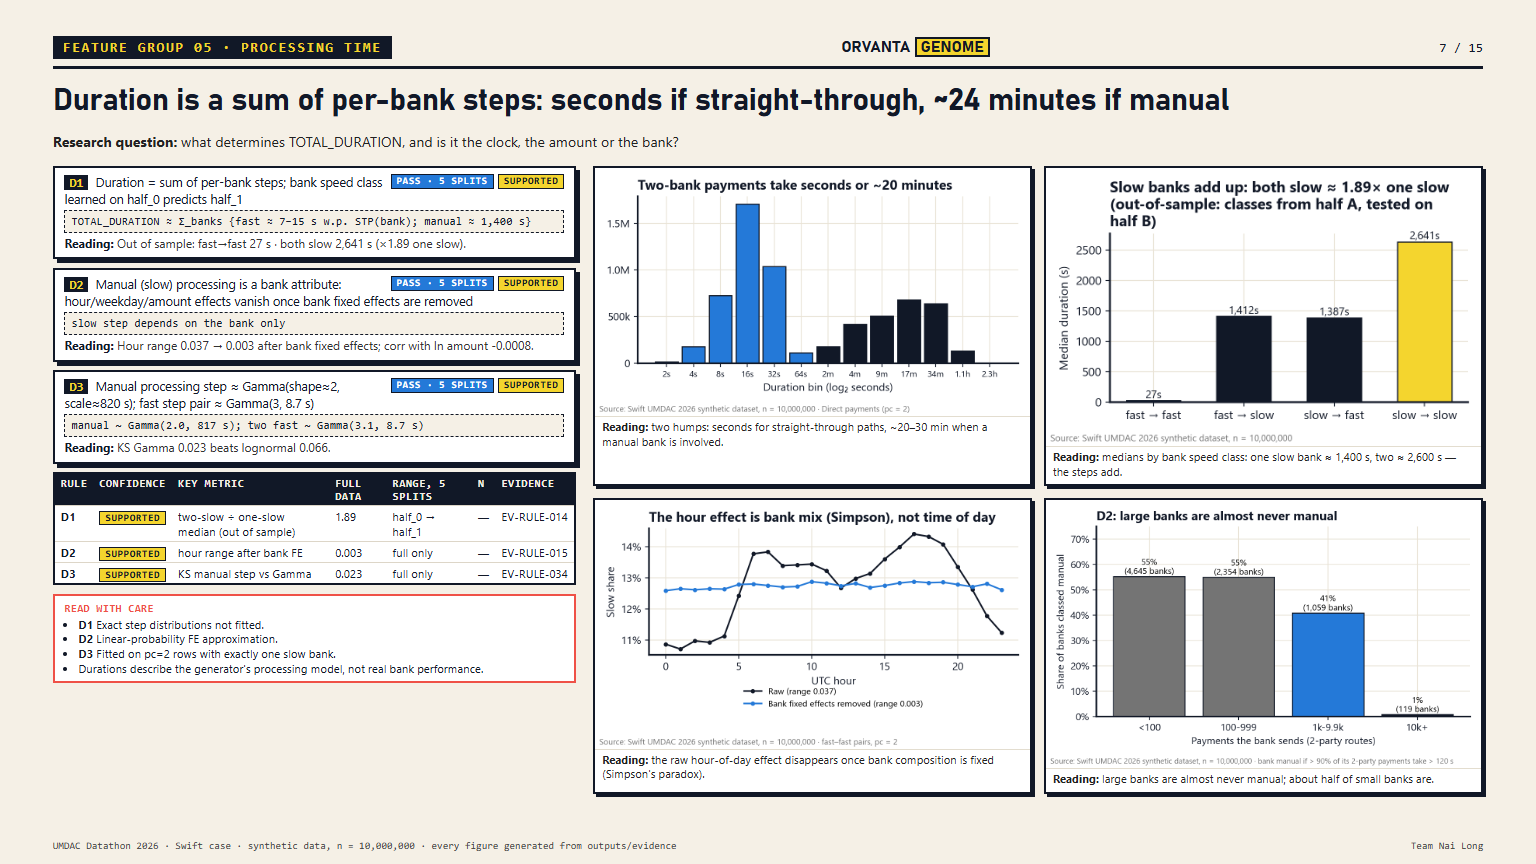 FEATURE GROUP 05 · PROCESSING TIME
ORVANTA GENOME
7 / 15
Duration is a sum of per-bank steps: seconds if straight-through, ~24 minutes if manual
Research question: what determines TOTAL_DURATION, and is it the clock, the amount or the bank?
D1 Duration = sum of per-bank steps; bank speed class
learned on half_0 predicts half_1
PASS · 5 SPLITS SUPPORTED
TOTAL_DURATION ≈ Σ_banks {fast ≈ 7–15 s w.p. STP(bank); manual ≈ 1,400 s}
Reading: Out of sample: fast→fast 27 s · both slow 2,641 s (×1.89 one slow).
D2 Manual (slow) processing is a bank attribute:
hour/weekday/amount effects vanish once bank fixed effects are removed
PASS · 5 SPLITS SUPPORTED
slow step depends on the bank only
Reading: Hour range 0.037 → 0.003 after bank fixed effects; corr with ln amount -0.0008.
D3 Manual processing step ≈ Gamma(shape≈2,
scale≈820 s); fast step pair ≈ Gamma(3, 8.7 s)
PASS · 5 SPLITS SUPPORTED
manual ~ Gamma(2.0, 817 s); two fast ~ Gamma(3.1, 8.7 s)
Reading: KS Gamma 0.023 beats lognormal 0.066.
RULE CONFIDENCE KEY METRIC FULL DATA RANGE, 5 SPLITS N EVIDENCE
D1 SUPPORTED two-slow ÷ one-slow median (out of sample) 1.89 half_0 → half_1 — EV-RULE-014
D2 SUPPORTED hour range after bank FE 0.003 full only — EV-RULE-015
D3 SUPPORTED KS manual step vs Gamma 0.023 full only — EV-RULE-034
READ WITH CARE
• D1 Exact step distributions not fitted.
• D2 Linear-probability FE approximation.
• D3 Fitted on pc=2 rows with exactly one slow bank.
• Durations describe the generator's processing model, not real bank performance.
Two-bank payments take seconds or ~20 minutes
1.5M
1.0M
500k
0
2s 4s 8s 16s 32s 64s 2m 4m 9m 17m 34m 1.1h 2.3h
Duration bin (log₂ seconds)
Source: Swift UMDAC 2026 synthetic dataset, n = 10,000,000 · Direct payments (pc = 2)
Reading: two humps: seconds for straight-through paths, ~20–30 min when a
manual bank is involved.
Slow banks add up: both slow ≈ 1.89× one slow
(out-of-sample: classes from half A, tested on
half B)
Median duration (s)
2500
2000
1500
1000
500
0
27s
1,412s
1,387s
2,641s
fast → fast fast → slow slow → fast slow → slow
Source: Swift UMDAC 2026 synthetic dataset, n = 10,000,000
Reading: medians by bank speed class: one slow bank ≈ 1,400 s, two ≈ 2,600 s —
the steps add.
The hour effect is bank mix (Simpson), not time of day
Slow share
14%
13%
12%
11%
0 5 10 15 20
UTC hour
Raw (range 0.037)
Bank fixed effects removed (range 0.003)
Source: Swift UMDAC 2026 synthetic dataset, n = 10,000,000 · fast–fast pairs, pc = 2
Reading: the raw hour-of-day effect disappears once bank composition is fixed
(Simpson's paradox).
D2: large banks are almost never manual
Share of banks classed manual
70%
60%
50%
40%
30%
20%
10%
0%
55%
(4,645 banks)
55%
(2,354 banks)
41%
(1,059 banks)
1%
(119 banks)
<100 100-999 1k-9.9k 10k+
Payments the bank sends (2-party routes)
Source: Swift UMDAC 2026 synthetic dataset, n = 10,000,000 · bank manual if > 90% of its 2-party payments take > 120 s
Reading: large banks are almost never manual; about half of small banks are.
UMDAC Datathon 2026 · Swift case · synthetic data, n = 10,000,000 · every figure generated from outputs/evidence
Team Nai Long